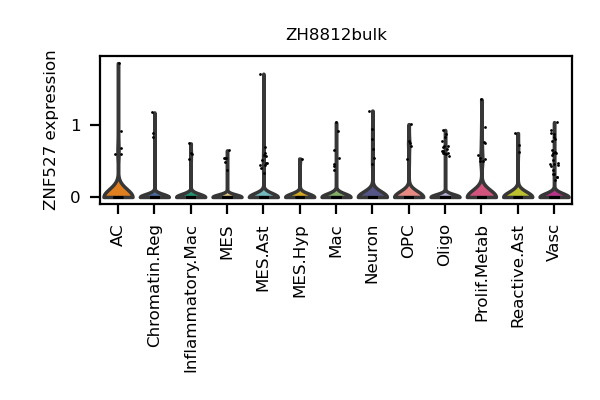 ZH8812bulk
ZNF527 expression
1
0
AC
Chromatin.Reg
Inflammatory.Mac
MES
MES.Ast
MES.Hyp
Mac
Neuron
OPC
Oligo
Prolif.Metab
Reactive.Ast
Vasc